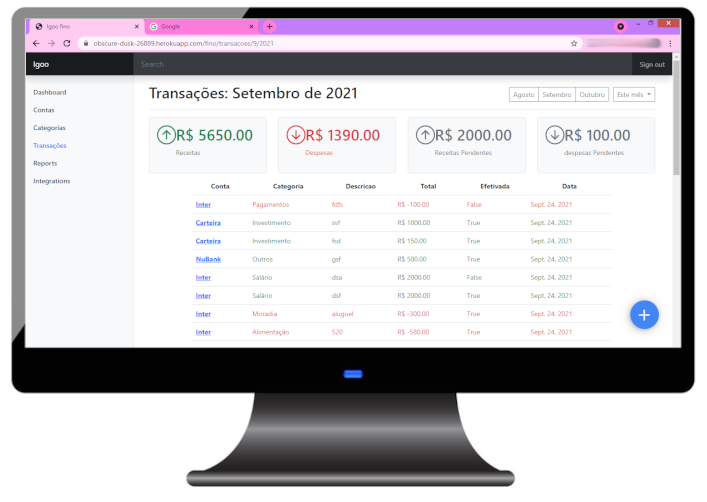 Igoo fino
Google
obscure-dusk-26889.herokuapp.com/fino/transacoes/9/2021
Igoo
Search
Sign out
Dashboard
Contas
Categorias
Transações
Reports
Integrations
Transações: Setembro de 2021
Agosto Setembro Outubro Este mês
R$ 5650.00
Receitas
R$ 1390.00
Despesas
R$ 2000.00
Receitas Pendentes
R$ 100.00
despesas Pendentes
Conta Categoria Descricao Total Efetivada Data
Inter Pagamentos fdfs R$ -100.00 False Sept. 24, 2021
Carteira Investimento svf R$ 1000.00 True Sept. 24, 2021
Carteira Investimento fsd R$ 150.00 True Sept. 24, 2021
NuBank Outros gsf R$ 500.00 True Sept. 24, 2021
Inter Salário dsa R$ 2000.00 False Sept. 24, 2021
Inter Salário dsf R$ 2000.00 True Sept. 24, 2021
Inter Moradia aluguel R$ -300.00 True Sept. 24, 2021
Inter Alimentação 520 R$ -580.00 True Sept. 24, 2021